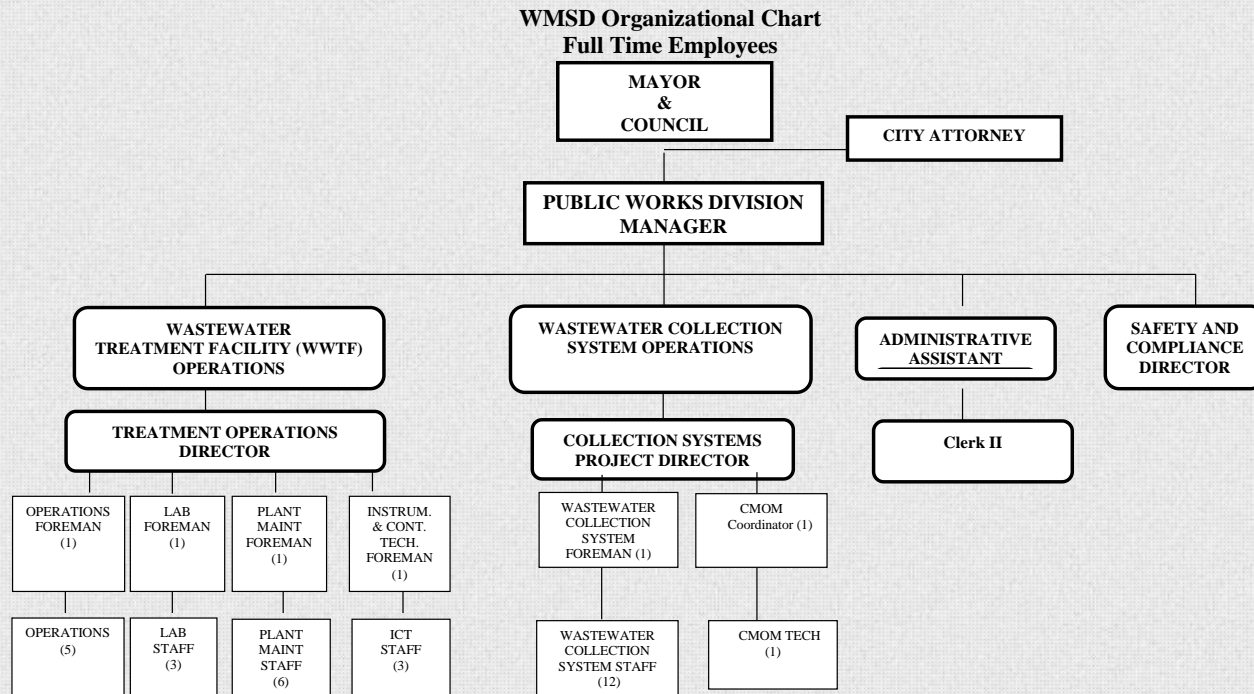 WMSD Organizational Chart
Full Time Employees
MAYOR
&
COUNCIL
CITY ATTORNEY
PUBLIC WORKS DIVISION
MANAGER
WASTEWATER
TREATMENT FACILITY (WWTF)
OPERATIONS
WASTEWATER COLLECTION
SYSTEM OPERATIONS
ADMINISTRATIVE
ASSISTANT
SAFETY AND
COMPLIANCE
DIRECTOR
TREATMENT OPERATIONS
DIRECTOR
COLLECTION SYSTEMS
PROJECT DIRECTOR
Clerk II
OPERATIONS
FOREMAN
(1)
LAB
FOREMAN
(1)
PLANT
MAINT
FOREMAN
(1)
INSTRUM.
& CONT.
TECH.
FOREMAN
(1)
WASTEWATER
COLLECTION
SYSTEM
FOREMAN (1)
CMOM
Coordinator (1)
OPERATIONS
(5)
LAB
STAFF
(3)
PLANT
MAINT
STAFF
(6)
ICT
STAFF
(3)
WASTEWATER
COLLECTION
SYSTEM STAFF
(12)
CMOM TECH
(1)